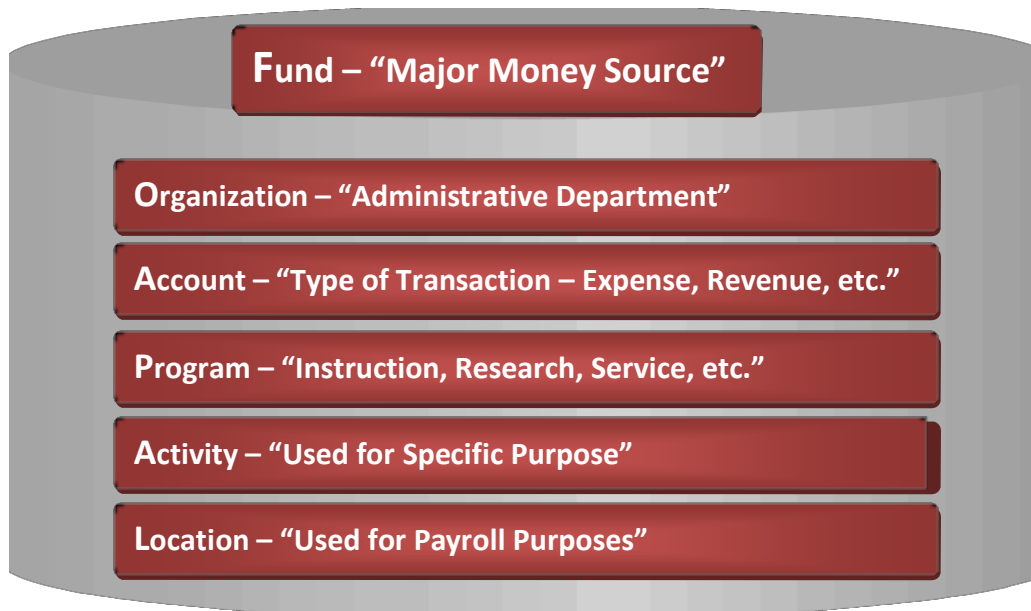 Fund – “Major Money Source”
Organization – “Administrative Department”
Account – “Type of Transaction – Expense, Revenue, etc.”
Program – “Instruction, Research, Service, etc.”
Activity – “Used for Specific Purpose”
Location – “Used for Payroll Purposes”